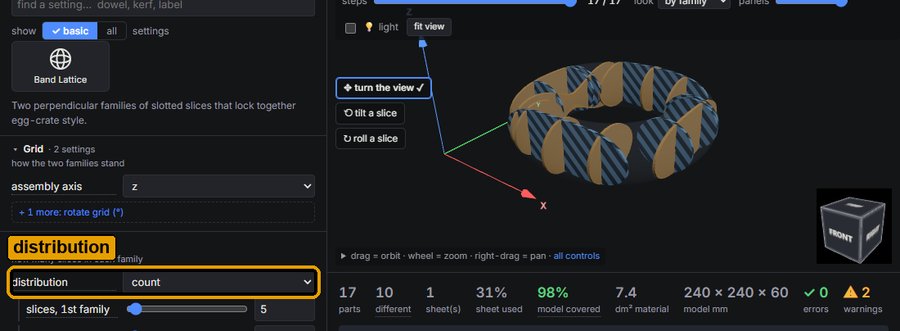 find a setting... dowel, kerf, label
show ✓ basic all settings
Band Lattice
Two perpendicular families of slotted slices that lock together
egg-crate style.
Grid · 2 settings
how the two families stand
assembly axis z
+ 1 more: rotate grid (°)
distribution
how many slices in each family
distribution count
slices, 1st family 5
steps 17 / 17 look by family panels
light fit view
Z
✥ turn the view ✓
tilt a slice
roll a slice
Y
X
FRONT
RIGHT
▶ drag = orbit · wheel = zoom · right-drag = pan · all controls
17 10 1 31% 98% 7.4 240 × 240 × 60 ✓ 0 ⚠ 2
parts different sheet(s) sheet used model covered dm² material model mm errors warnings